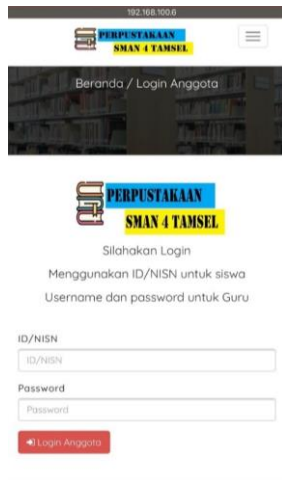 192.168.100.6
PERPUSTAKAAN
SMAN 4 TAMSEL
Beranda / Login Anggota
PERPUSTAKAAN
SMAN 4 TAMSEL
Silahakan Login
Menggunakan ID/NISN untuk siswa
Username dan password untuk Guru
ID/NISN
ID/NISN
Password
Password
Login Anggota